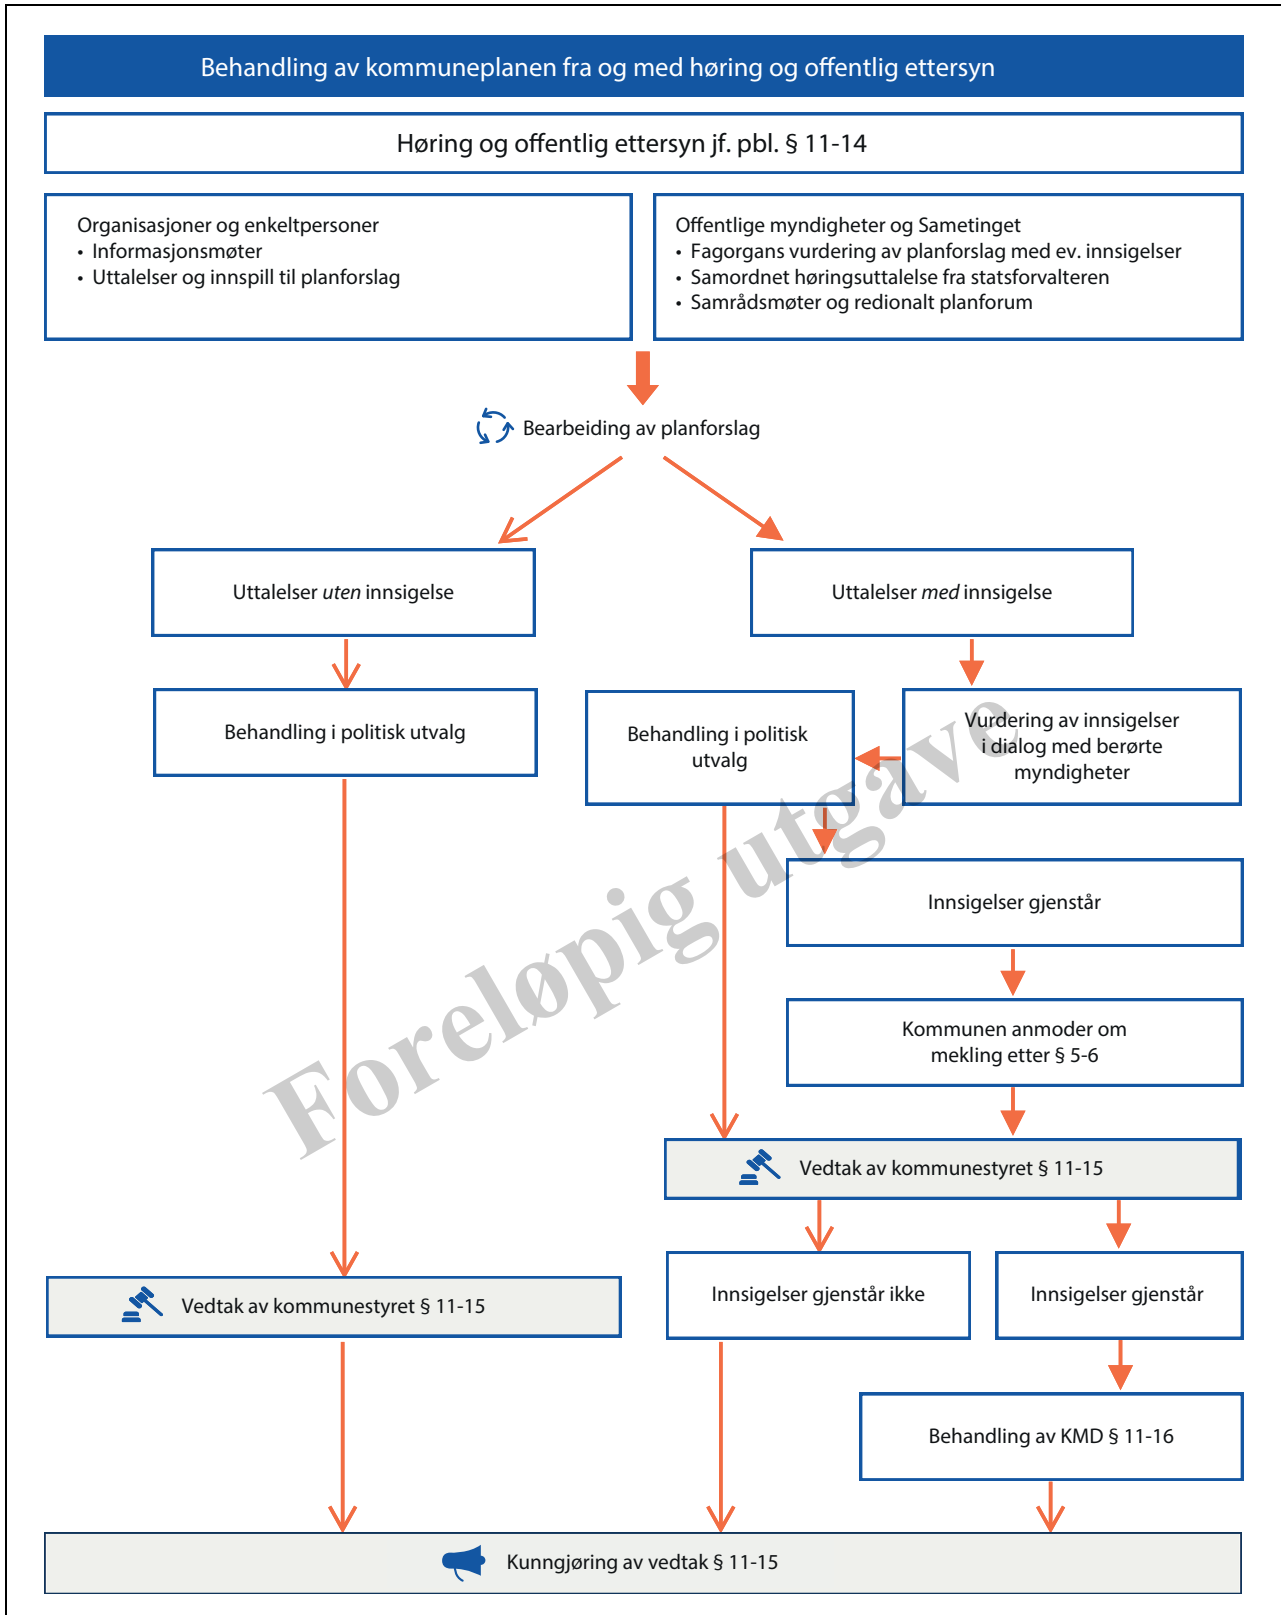 Behandling av kommuneplanen fra og med høring og offentlig ettersyn
Høring og offentlig ettersyn jf. pbl. § 11-14
Organisasjoner og enkeltpersoner
• Informasjonsmøter
• Uttalelser og innspill til planforslag
Offentlige myndigheter og Sametinget
• Fagorgans vurdering av planforslag med ev. innsigelser
• Samordnet høringsuttalelse fra statsforvalteren
• Samrådsmøter og redionalt planforum
Bearbeiding av planforslag
Uttalelser uten innsigelse
Uttalelser med innsigelse
Behandling i politisk utvalg
Behandling i politisk
utvalg
Vurdering av innsigelser
i dialog med berørte
myndigheter
Innsigelser gjenstår
Kommunen anmoder om
mekling etter § 5-6
Vedtak av kommunestyret § 11-15
Vedtak av kommunestyret § 11-15
Innsigelser gjenstår ikke
Innsigelser gjenstår
Behandling av KMD § 11-16
Kunngjøring av vedtak § 11-15
Foreløpig utgave